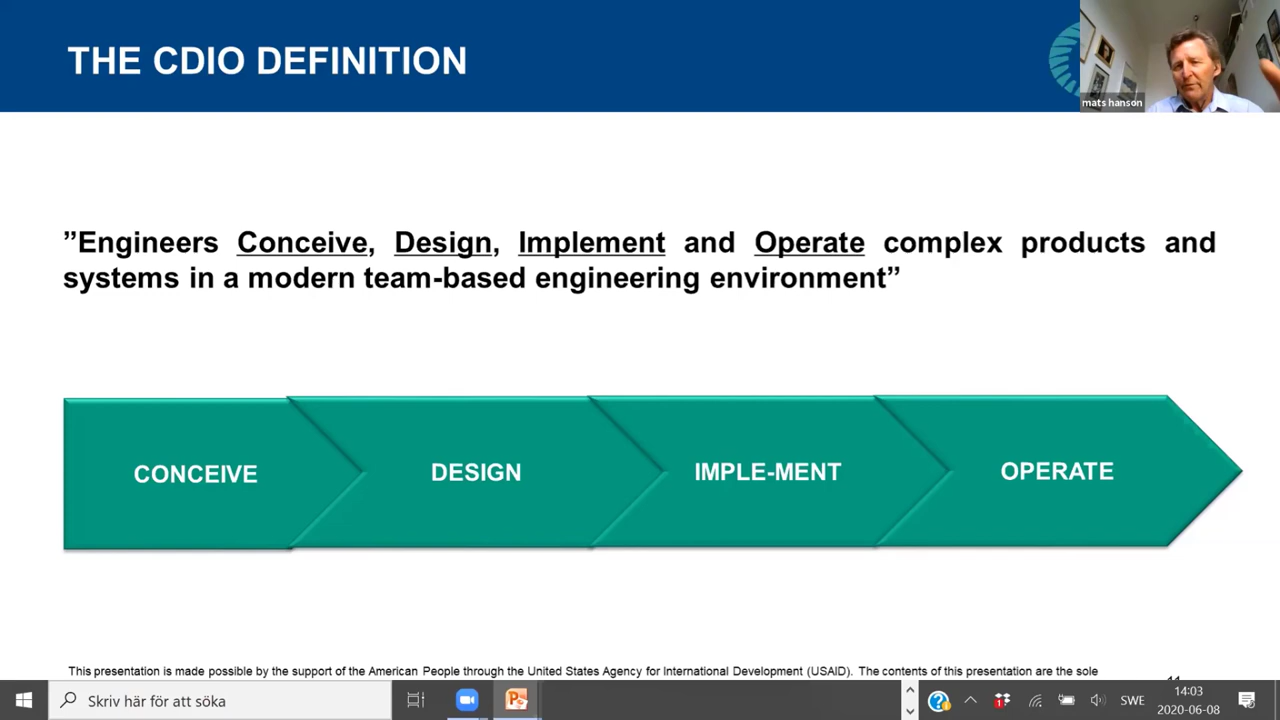 THE CDIO DEFINITION
mats hanson
”Engineers Conceive, Design, Implement and Operate complex products and
systems in a modern team-based engineering environment”
CONCEIVE
DESIGN
IMPLE-MENT
OPERATE
This presentation is made possible by the support of the American People through the United States Agency for International Development (USAID). The contents of this presentation are the sole
Skriv här för att söka
SWE
14:03
2020-06-08